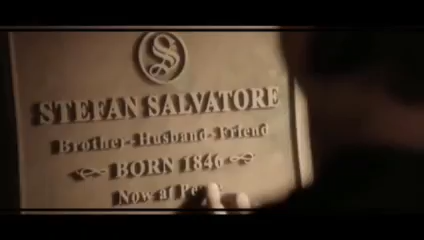 S
STEFAN SALVATORE
Brother-Husband-Friend
BORN 1846
Now at